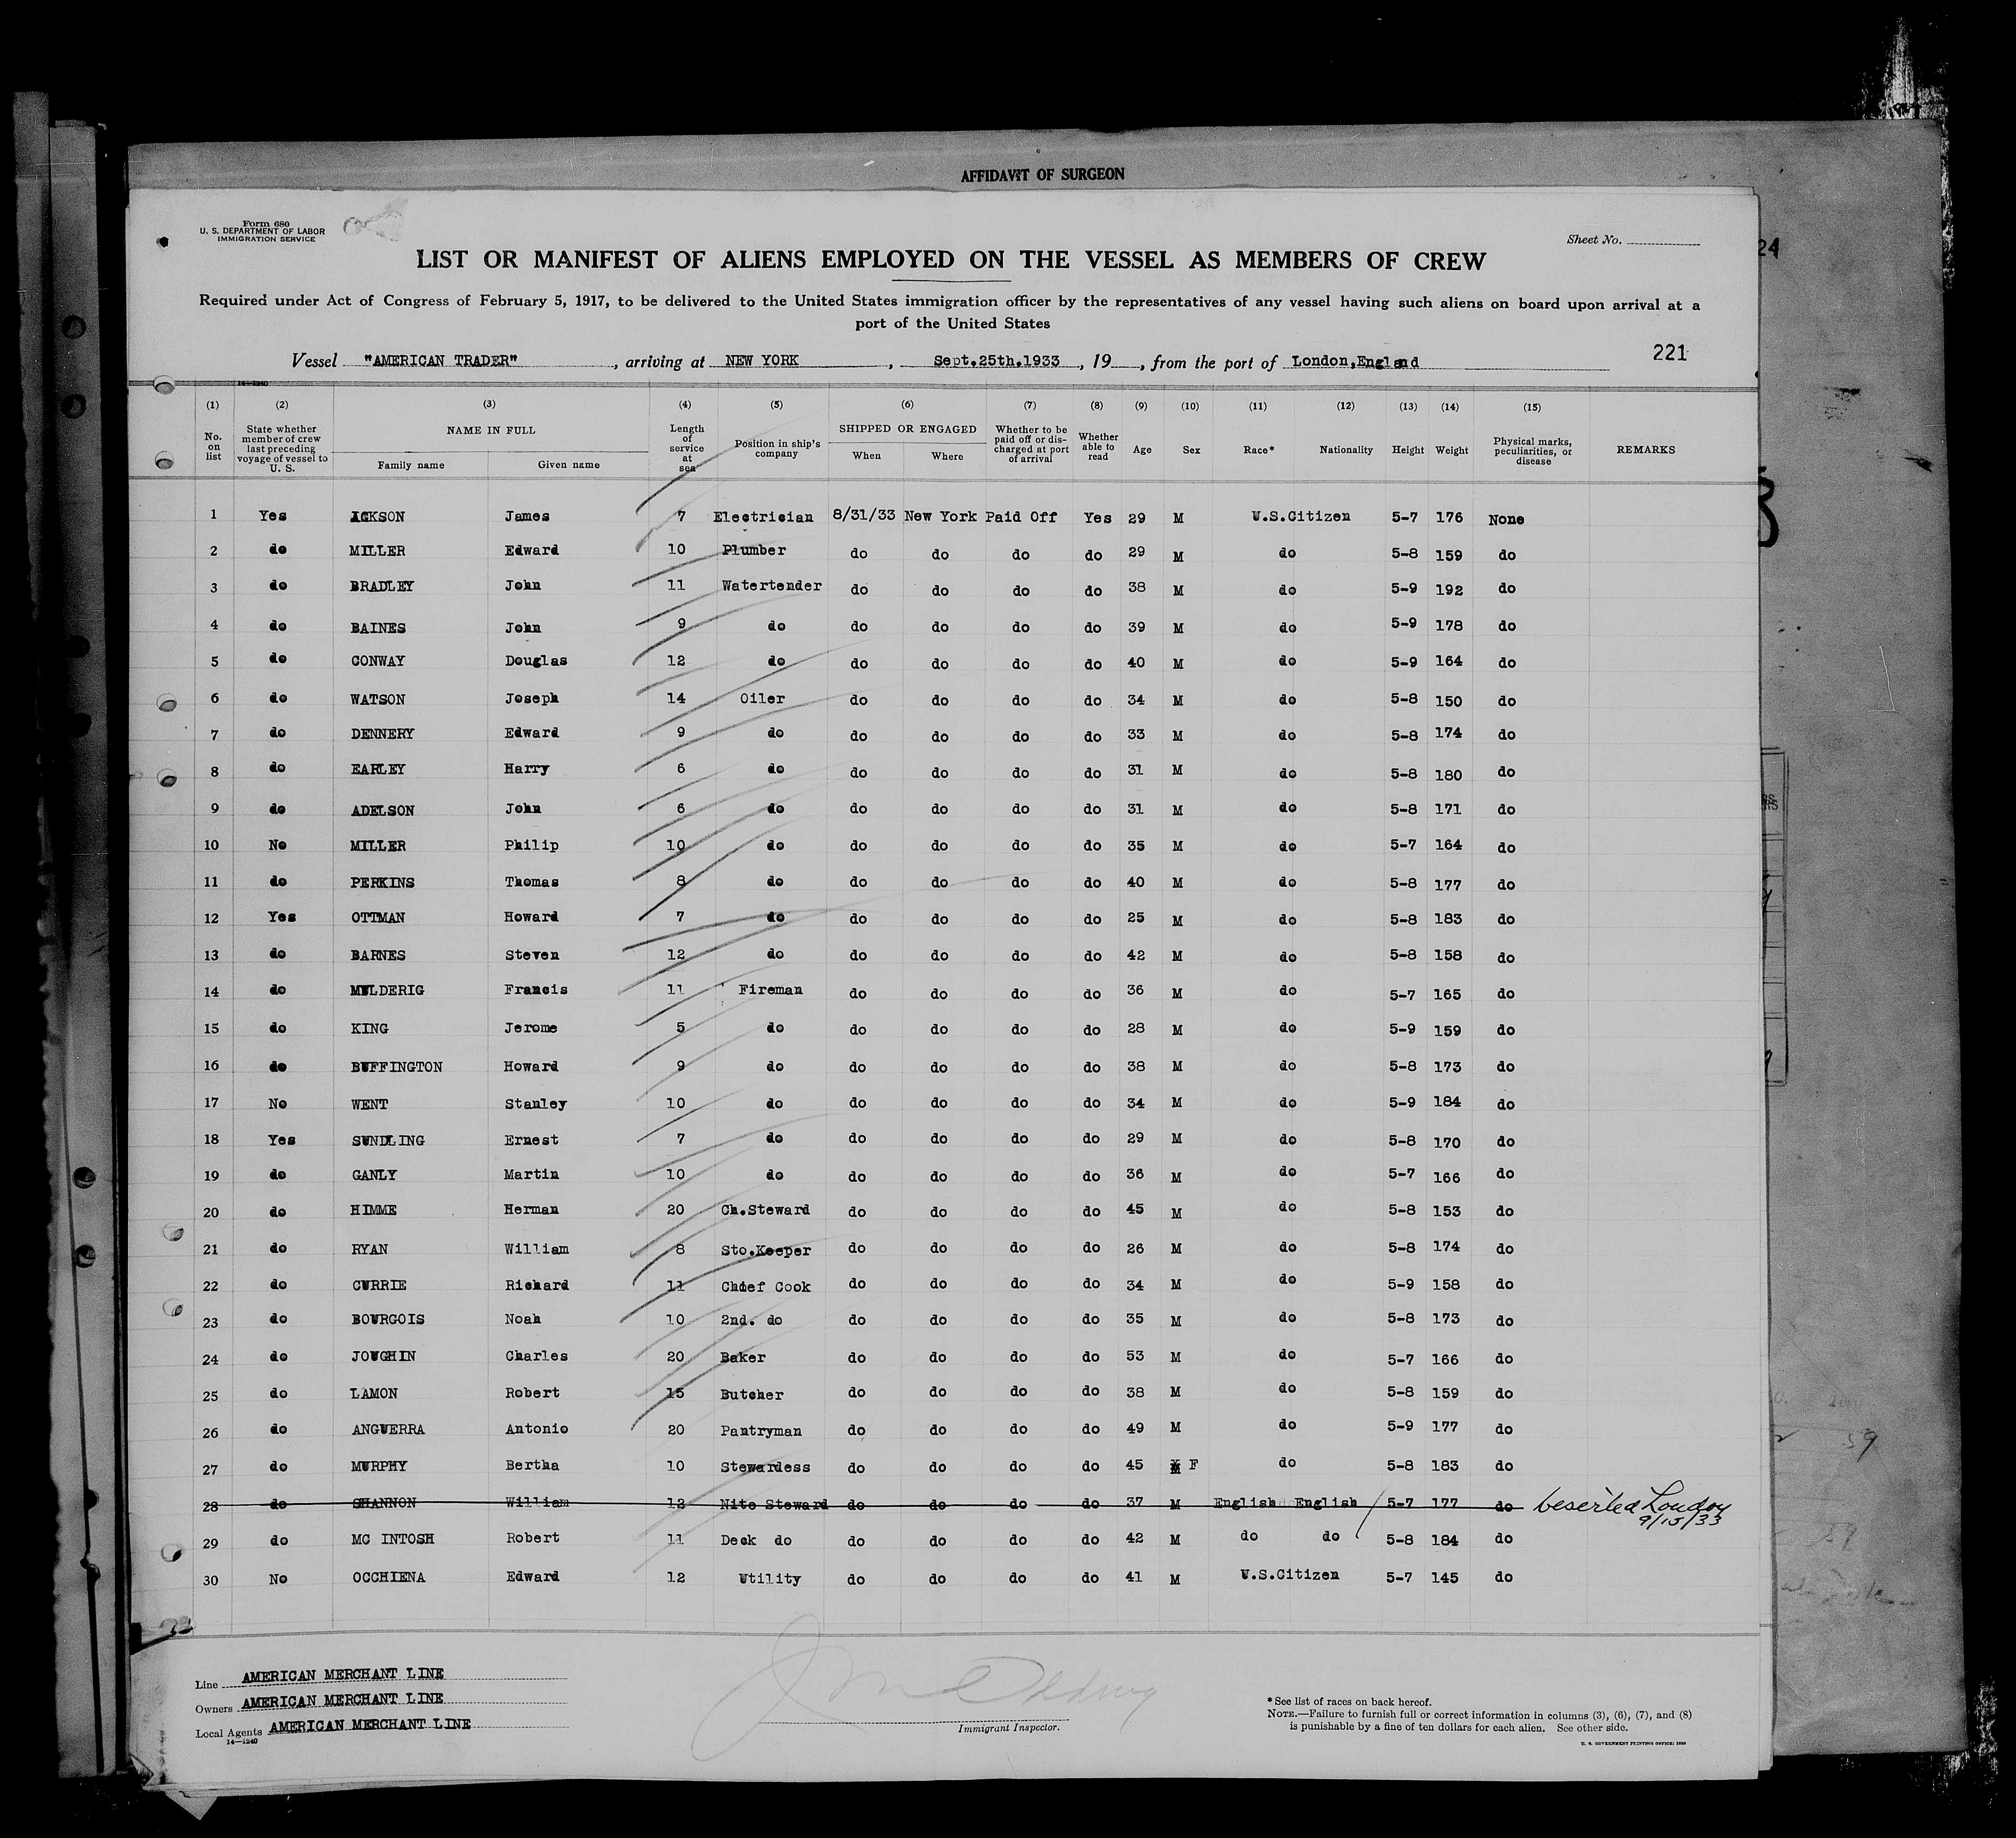 AFFIDAVIT OF SURGEON
Form 680
U. S. DEPARTMENT OF LABOR
IMMIGRATION SERVICE
Sheet No.
LIST OR MANIFEST OF ALIENS EMPLOYED ON THE VESSEL AS MEMBERS OF CREW
Required under Act of Congress of February 5, 1917, to be delivered to the United States immigration officer by the representatives of any vessel having such aliens on board upon arrival at a
port of the United States
221
Vessel "AMERICAN TRADER", arriving at NEW YORK, Sept.25th.1933, 19, from the port of London,England
14-1240
(1) (2) (3) (4) (5) (6) (7) (8) (9) (10) (11) (12) (13) (14) (15)
No. on list State whether member of crew last preceding voyage of vessel to U. S. NAME IN FULL Family name Given name Length of service at sea Position in ship's company SHIPPED OR ENGAGED When Where Whether to be paid off or discharged at port of arrival Whether able to read Age Sex Race* Nationality Height Weight Physical marks, peculiarities, or disease REMARKS
1 Yes JACKSON James 7 Electrician 8/31/33 New York Paid Off Yes 29 M U.S.Citizen 5-7 176 None
2 do MILLER Edward 10 Plumber do do do do 29 M do 5-8 159 do
3 do BRADLEY John 11 Watertender do do do do 38 M do 5-9 192 do
4 do BAINES John 9 do do do do do 39 M do 5-9 178 do
5 do CONWAY Douglas 12 do do do do do 40 M do 5-9 164 do
6 do WATSON Joseph 14 Oiler do do do do 34 M do 5-8 150 do
7 do DENNERY Edward 9 do do do do do 33 M do 5-8 174 do
8 do EARLEY Harry 6 do do do do do 31 M do 5-8 180 do
9 do ADELSON John 6 do do do do do 31 M do 5-8 171 do
10 No MILLER Philip 10 do do do do do 35 M do 5-7 164 do
11 do PERKINS Thomas 8 do do do do do 40 M do 5-8 177 do
12 Yes OTTMAN Howard 7 do do do do do 25 M do 5-8 183 do
13 do BARNES Steven 12 do do do do do 42 M do 5-8 158 do
14 do MULDERIG Francis 11 Fireman do do do do 36 M do 5-7 165 do
15 do KING Jerome 5 do do do do do 28 M do 5-9 159 do
16 do BUFFINGTON Howard 9 do do do do do 38 M do 5-8 173 do
17 No WENT Stanley 10 do do do do do 34 M do 5-9 184 do
18 Yes SUNDLING Ernest 7 do do do do do 29 M do 5-8 170 do
19 do GANLY Martin 10 do do do do do 36 M do 5-7 166 do
20 do HIMME Herman 20 Ch.Steward do do do do 45 M do 5-8 153 do
21 do RYAN William 8 Sto.Keeper do do do do 26 M do 5-8 174 do
22 do CURRIE Richard 11 Chief Cook do do do do 34 M do 5-9 158 do
23 do BOURGOIS Noah 10 2nd. do do do do do 35 M do 5-8 173 do
24 do JOUGHIN Charles 20 Baker do do do do 53 M do 5-7 166 do
25 do LAMON Robert 15 Butcher do do do do 38 M do 5-8 159 do
26 do ANGUERRA Antonio 20 Pantryman do do do do 49 M do 5-9 177 do
27 do MURPHY Bertha 10 Stewardess do do do do 45 M F do 5-8 183 do
28 do SHANNON William 12 Nite Steward do do do do 37 M English English 5-7 177 do Deserted London
9/15/33
29 do MC INTOSH Robert 11 Deck do do do do do 42 M do do 5-8 184 do
30 No OCCHIENA Edward 12 Utility do do do do 41 M U.S.Citizen 5-7 145 do
Line AMERICAN MERCHANT LINE
Owners AMERICAN MERCHANT LINE
Local Agents AMERICAN MERCHANT LINE
14-1240
Immigrant Inspector.
*See list of races on back hereof.
NOTE.—Failure to furnish full or correct information in columns (3), (6), (7), and (8)
is punishable by a fine of ten dollars for each alien. See other side.
U. S. GOVERNMENT PRINTING OFFICE:
24
59